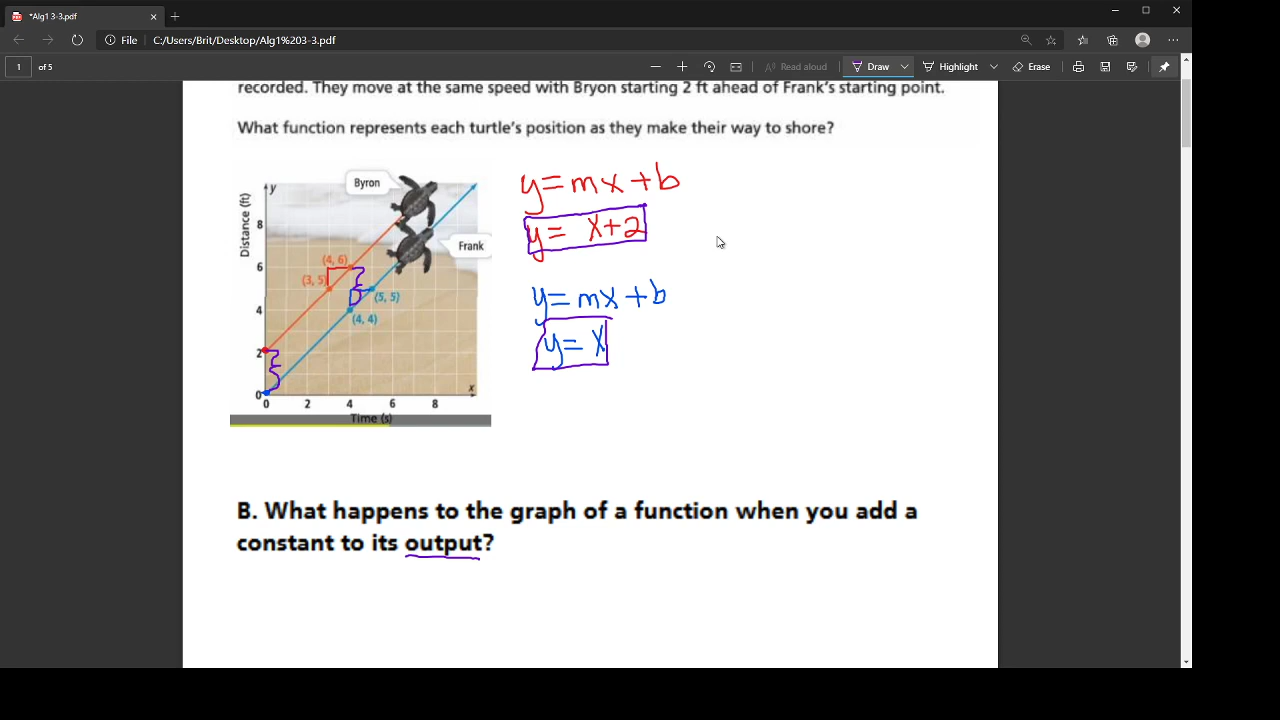 *Alg1 3-3.pdf
File C:/Users/Brit/Desktop/Alg1%203-3.pdf
1 of 5
Read aloud Draw Highlight Erase
recorded. They move at the same speed with Bryon starting 2 ft ahead of Frank's starting point.
What function represents each turtle's position as they make their way to shore?
y=mx+b
y= x+2
y=mx+b
y= x
Distance (ft)
y
8
6
4
2
0
Byron
Frank
(4, 6)
(3, 5)
(5, 5)
(4, 4)
x
0 2 4 6 8
Time (s)
B. What happens to the graph of a function when you add a
constant to its output?